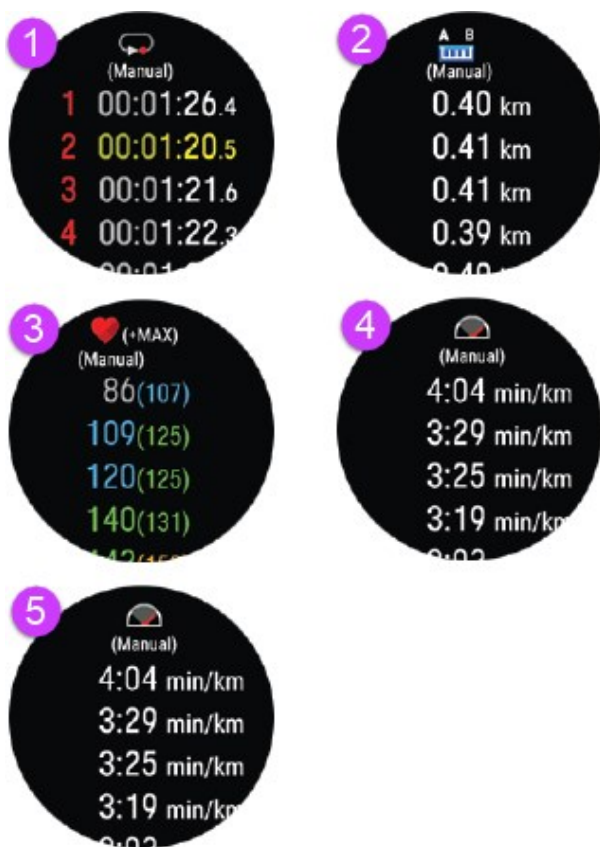 1
(Manual)
1 00:01:26.4
2 00:01:20.5
3 00:01:21.6
4 00:01:22.3
2
A B
(Manual)
0.40 km
0.41 km
0.41 km
0.39 km
3
(+MAX)
(Manual)
86(107)
109(125)
120(125)
140(131)
4
(Manual)
4:04 min/km
3:29 min/km
3:25 min/km
3:19 min/km
5
(Manual)
4:04 min/km
3:29 min/km
3:25 min/km
3:19 min/km